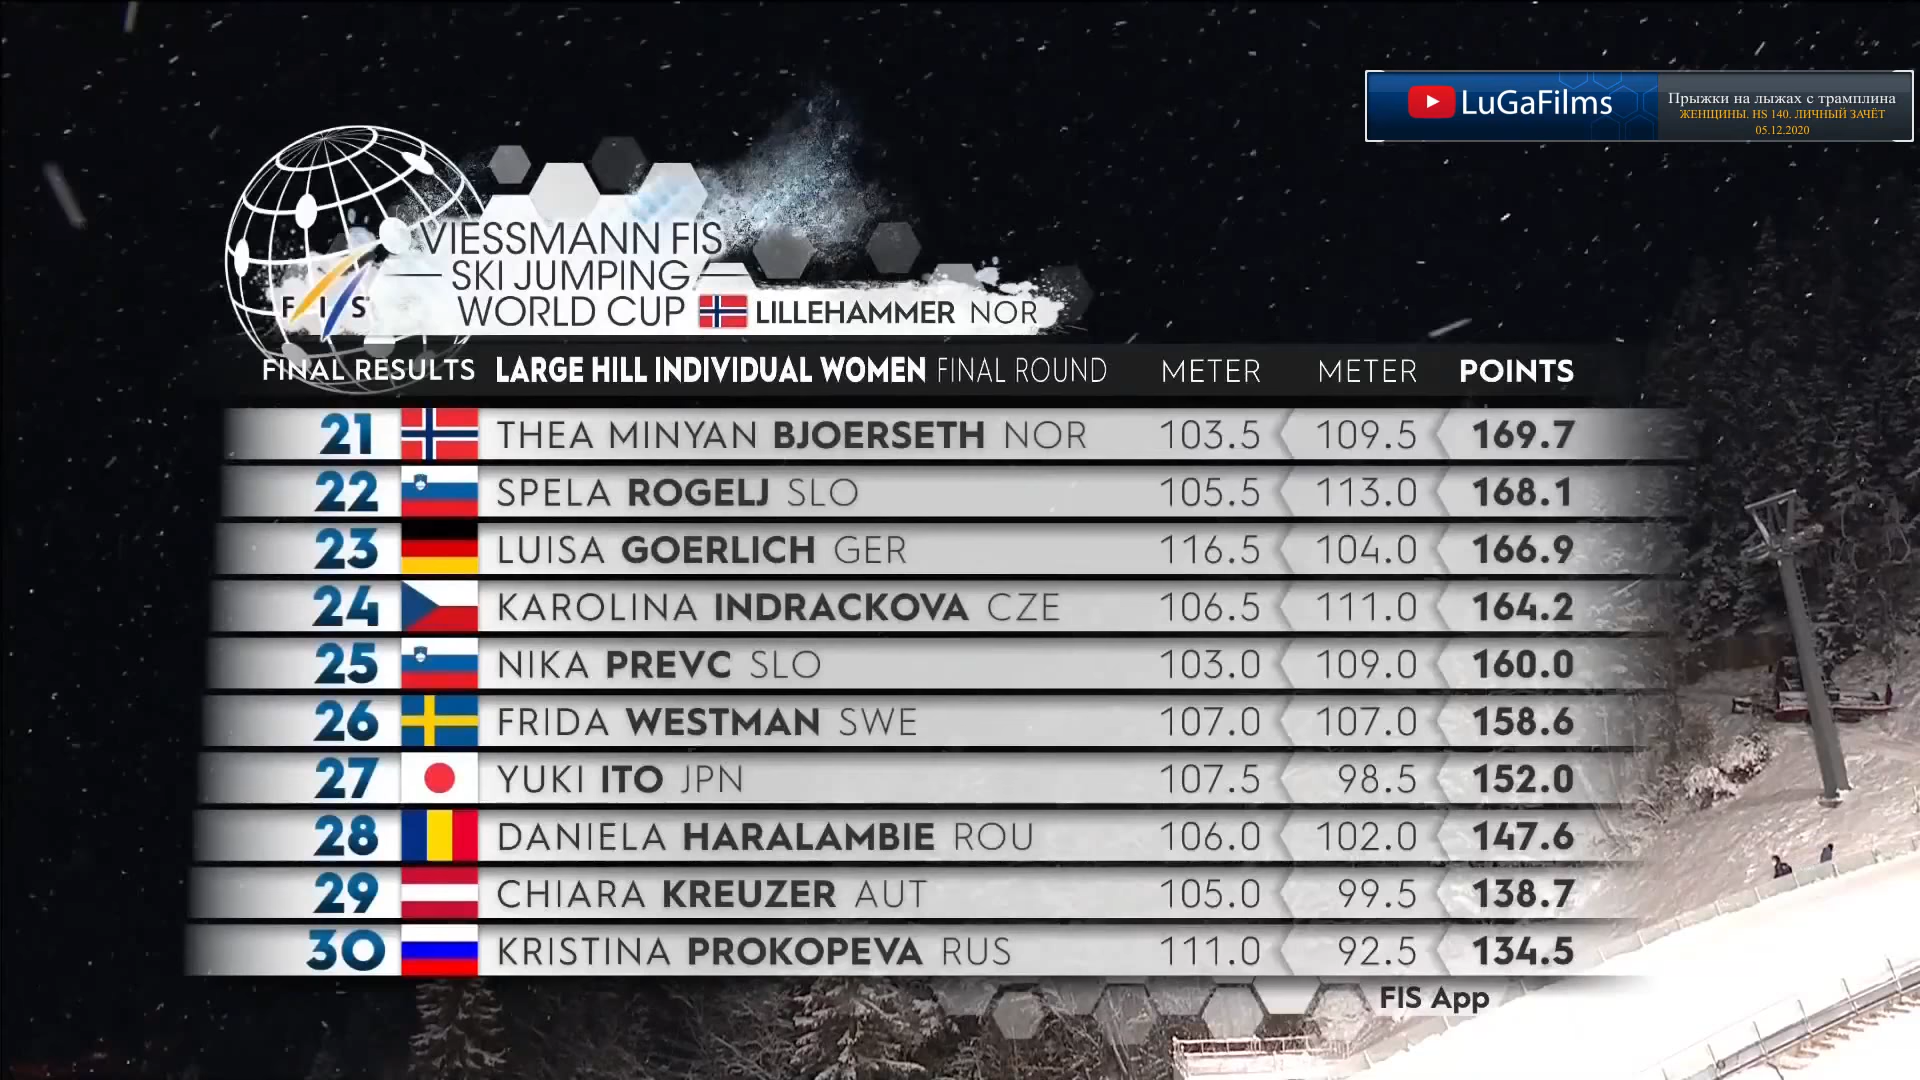 LuGaFilms
Прыжки на лыжах с трамплина
ЖЕНЩИНЫ. HS 140. ЛИЧНЫЙ ЗАЧЁТ
05.12.2020
VIESSMANN FIS
SKI JUMPING
WORLD CUP LILLEHAMMER NOR
FIS
FINAL RESULTS LARGE HILL INDIVIDUAL WOMEN FINAL ROUND METER METER POINTS
21 THEA MINYAN BJOERSETH NOR 103.5 109.5 169.7
22 SPELA ROGELJ SLO 105.5 113.0 168.1
23 LUISA GOERLICH GER 116.5 104.0 166.9
24 KAROLINA INDRACKOVA CZE 106.5 111.0 164.2
25 NIKA PREVC SLO 103.0 109.0 160.0
26 FRIDA WESTMAN SWE 107.0 107.0 158.6
27 YUKI ITO JPN 107.5 98.5 152.0
28 DANIELA HARALAMBIE ROU 106.0 102.0 147.6
29 CHIARA KREUZER AUT 105.0 99.5 138.7
30 KRISTINA PROKOPEVA RUS 111.0 92.5 134.5
FIS App